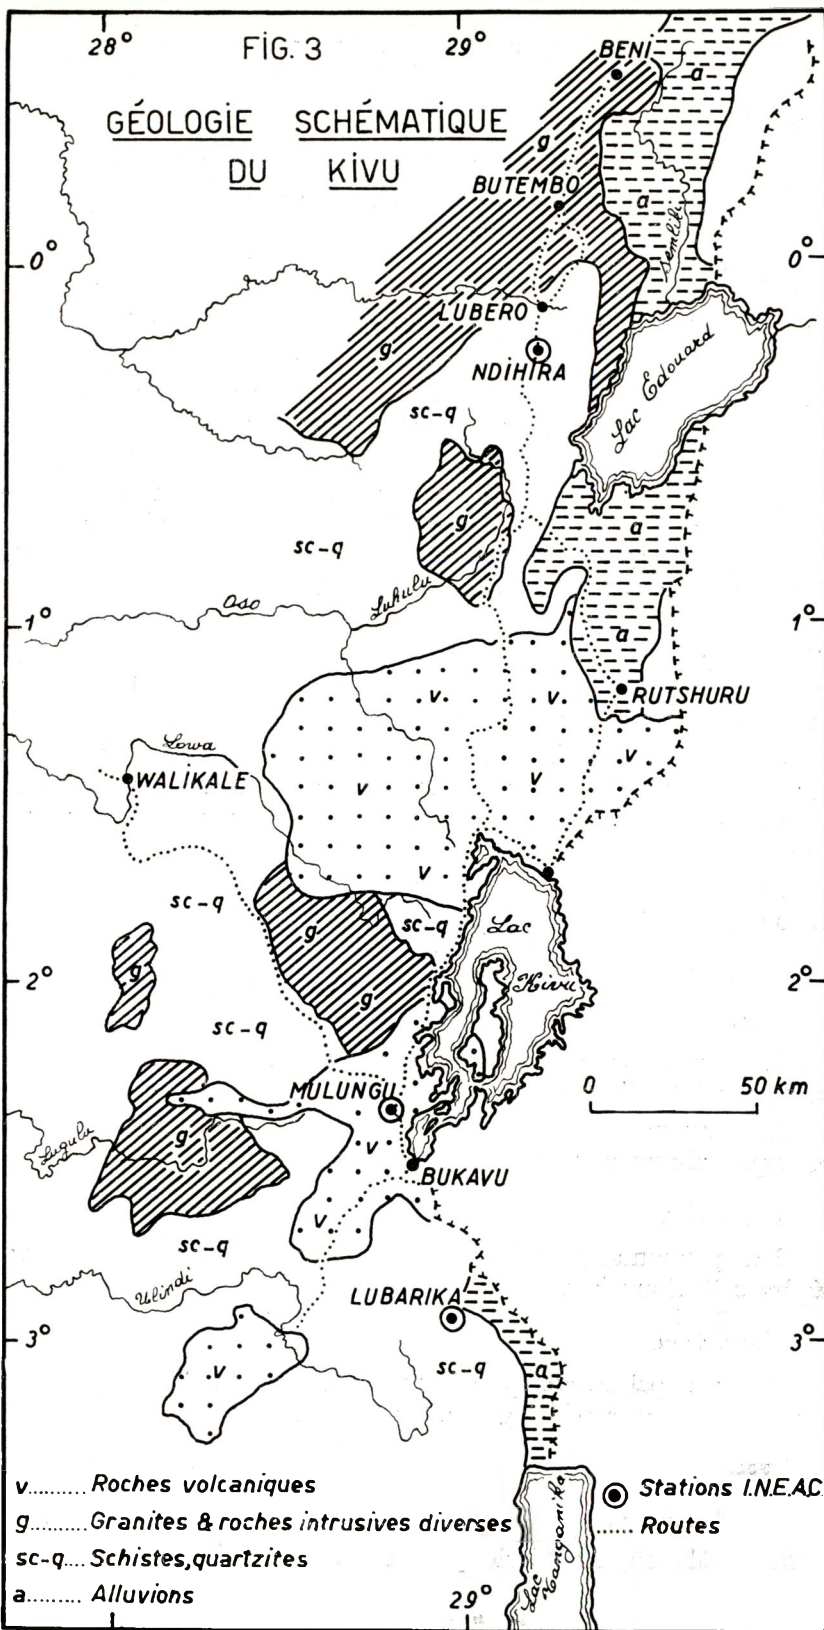 28° FIG. 3 29°
BENI
a
GÉOLOGIE SCHÉMATIQUE
g
DU KIVU
BUTEMBO
a
Semliki
0° 0°
LUBERO
g
NDIHIRA
Lac Edouard
sc-q
g
a
sc-q
Oso
Luhulu
1° 1°
a
v v
RUTSHURU
v
Lowa
WALIKALE
v
v
v
sc-q
sc-q
g
Lac
g
2° 2°
Kivu
g
sc-q
0 50 km
MULUNGU
g
v
Lugulu
BUKAVU
v
sc-q
Ulindi
LUBARIKA
3° 3°
sc-q
a
v
v.......... Roches volcaniques
g.......... Granites & roches intrusives diverses
sc-q.... Schistes, quartzites
a......... Alluvions
Stations I.N.E.A.C.
...... Routes
Lac Tanganika
29°